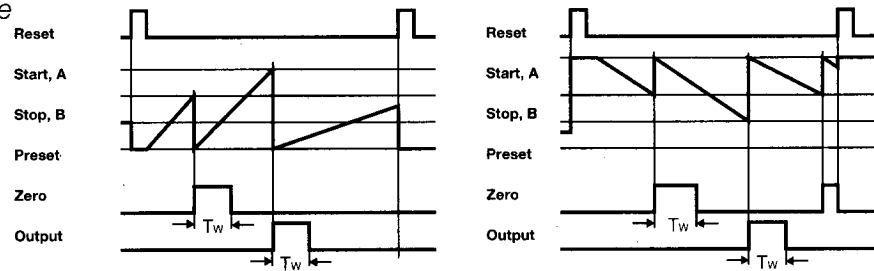 e
Reset
Start, A
Stop, B
Preset
Zero
Tw
Output
Tw
Reset
Start, A
Stop, B
Preset
Zero
Tw
Output
Tw